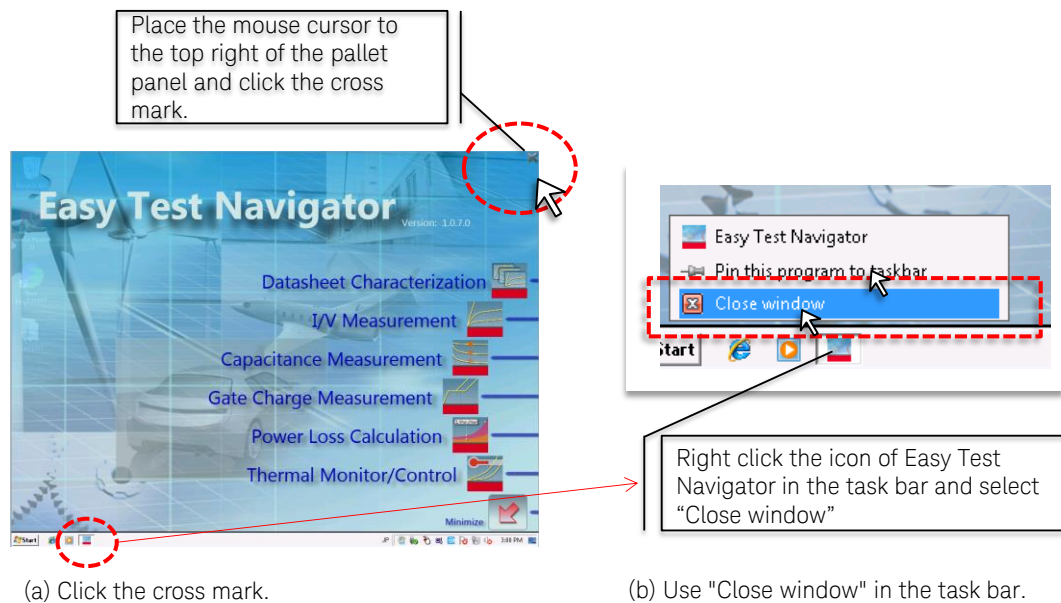 Place the mouse cursor to
the top right of the pallet
panel and click the cross
mark.
Easy Test Navigator
Version: 1.0.7.0
Datasheet Characterization
I/V Measurement
Capacitance Measurement
Gate Charge Measurement
Power Loss Calculation
Thermal Monitor/Control
Minimize
Start
JP
3:88 PM
(a) Click the cross mark.
Easy Test Navigator
Pin this program to taskbar
Close window
Start
Right click the icon of Easy Test
Navigator in the task bar and select
“Close window”
(b) Use "Close window" in the task bar.